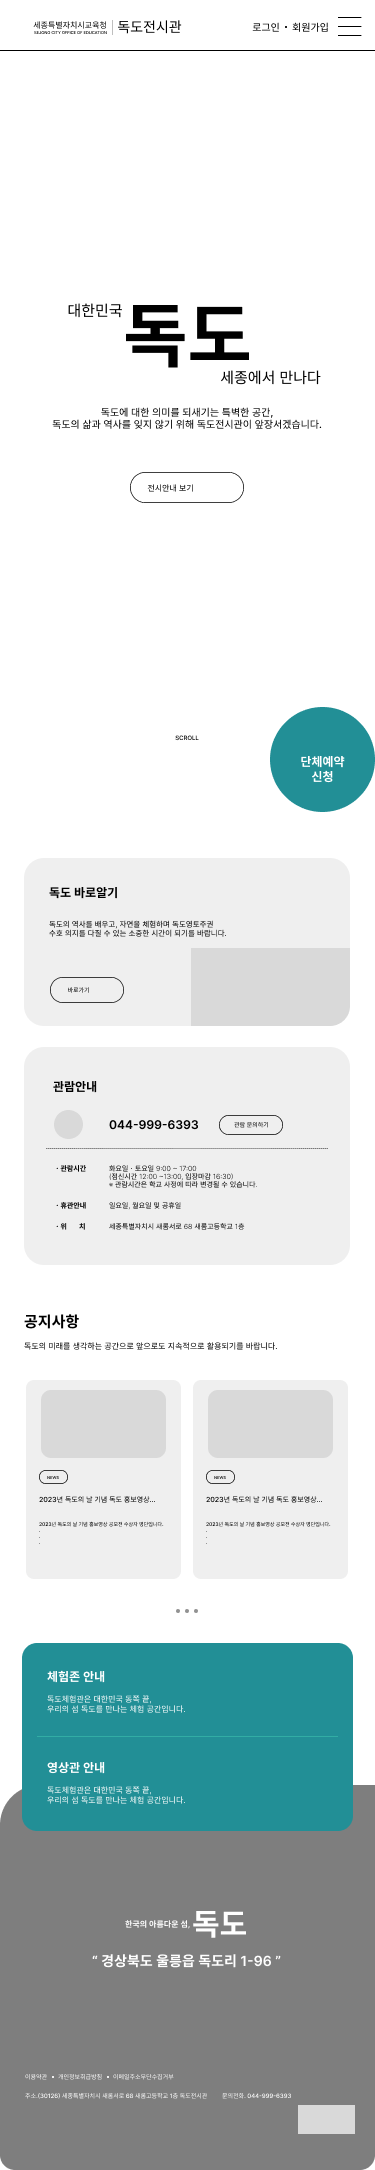 세종특별자치시교육청
SEJONG CITY OFFICE OF EDUCATION
독도전시관
로그인 • 회원가입
대한민국
독도
세종에서 만나다
독도에 대한 의미를 되새기는 특별한 공간,
독도의 삶과 역사를 잊지 않기 위해 독도전시관이 앞장서겠습니다.
전시안내 보기
SCROLL
단체예약
신청
독도 바로알기
독도의 역사를 배우고, 자연을 체험하며 독도영토주권
수호 의지를 다질 수 있는 소중한 시간이 되기를 바랍니다.
바로가기
관람안내
044-999-6393
관람 문의하기
· 관람시간
화요일 - 토요일 9:00 ~ 17:00
(점신시간 12:00 ~13:00, 입장마감 16:30)
※ 관람시간은 학교 사정에 따라 변경될 수 있습니다.
· 휴관안내
일요일, 월요일 및 공휴일
· 위 치
세종특별자치시 새롬서로 68 새롬고등학교 1층
공지사항
독도의 미래를 생각하는 공간으로 앞으로도 지속적으로 활용되기를 바랍니다.
NEWS
2023년 독도의 날 기념 독도 홍보영상...
2023년 독도의 날 기념 홍보영상 공모전 수상자 명단입니다.
.
.
.
NEWS
2023년 독도의 날 기념 독도 홍보영상...
2023년 독도의 날 기념 홍보영상 공모전 수상자 명단입니다.
.
.
.
체험존 안내
독도체험관은 대한민국 동쪽 끝,
우리의 섬 독도를 만나는 체험 공간입니다.
영상관 안내
독도체험관은 대한민국 동쪽 끝,
우리의 섬 독도를 만나는 체험 공간입니다.
한국의 아름다운 섬, 독도
“ 경상북도 울릉읍 독도리 1-96 ”
이용약관 • 개인정보취급방침 • 이메일주소무단수집거부
주소.(30126) 세종특별자치시 새롬서로 68 새롬고등학교 1층 독도전시관 문의전화. 044-999-6393